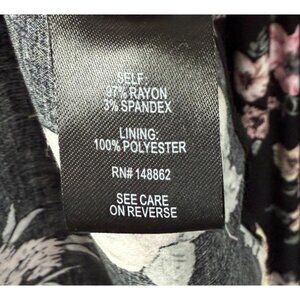 SELF:
97% RAYON
3% SPANDEX
LINING:
100% POLYESTER
RN# 148862
SEE CARE
ON REVERSE